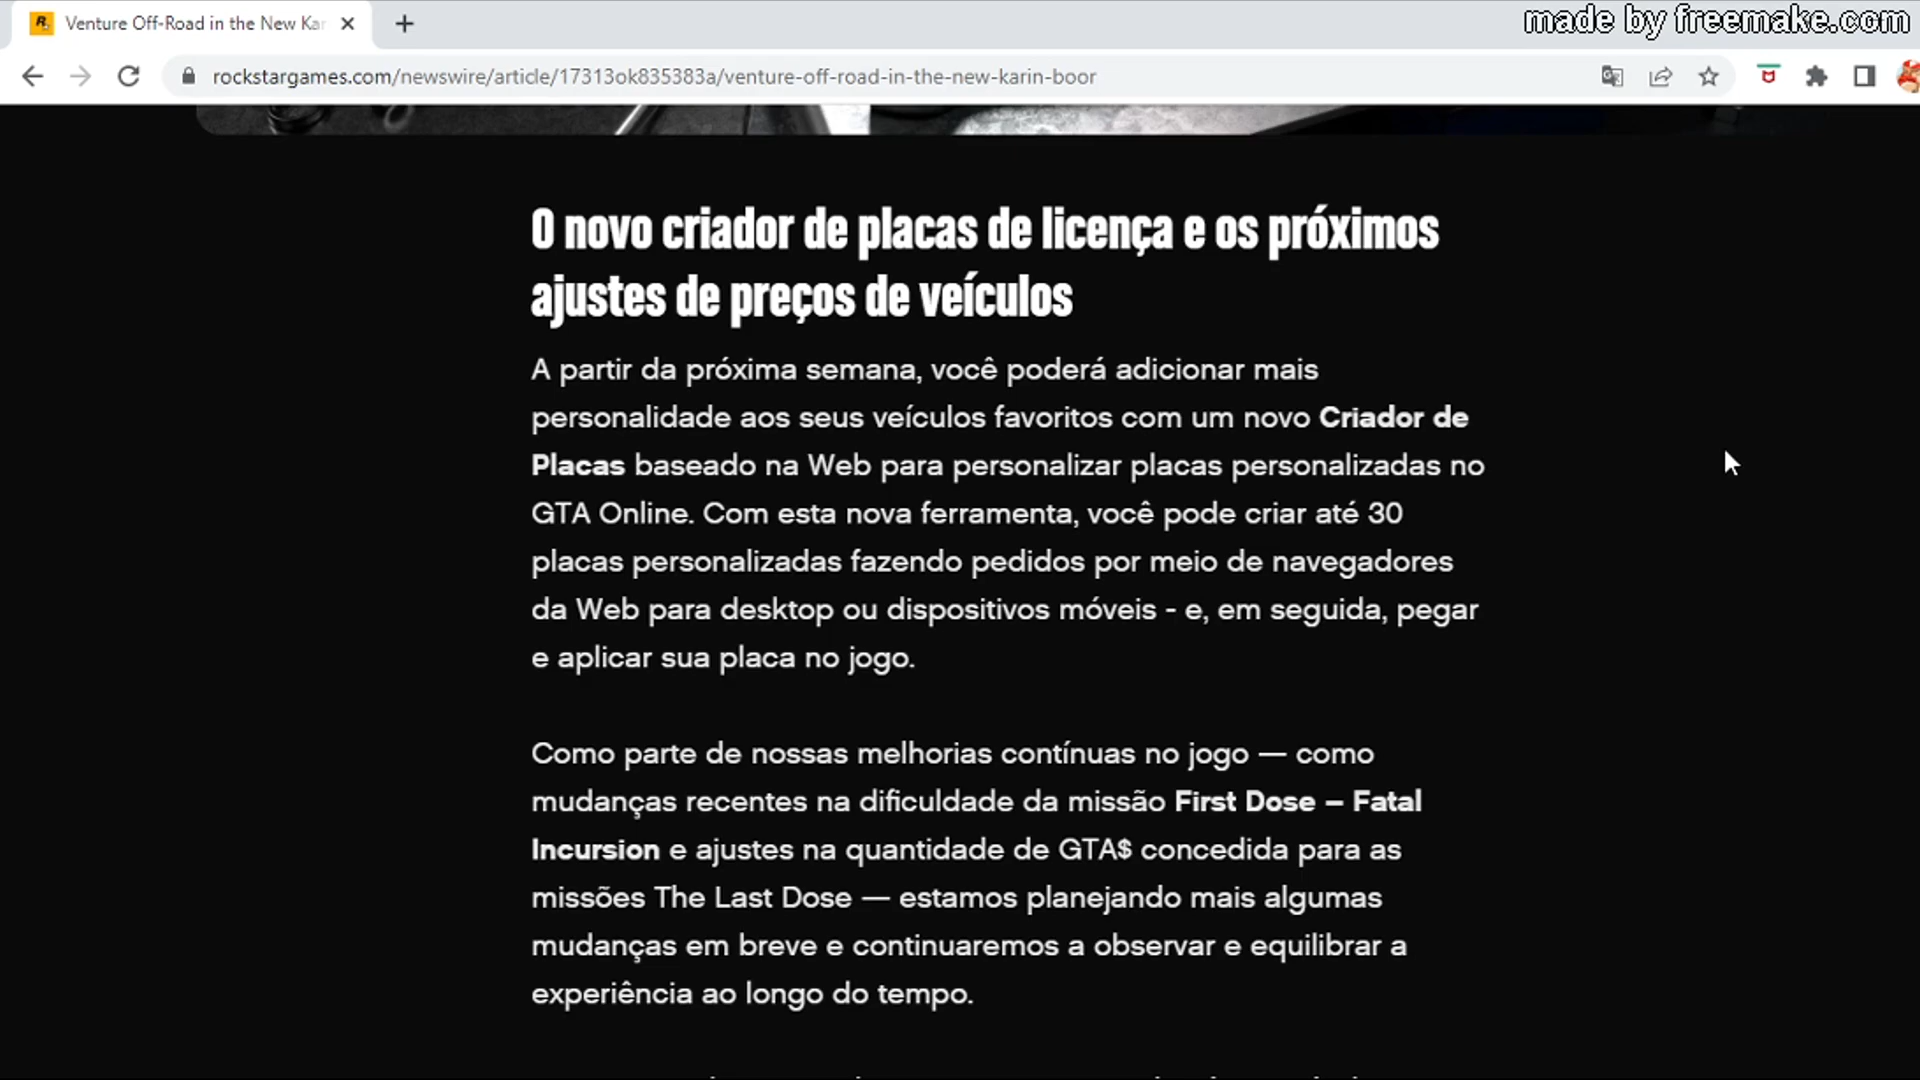 Venture Off-Road in the New Kar
made by freemake.com
rockstargames.com/newswire/article/17313ok835383a/venture-off-road-in-the-new-karin-boor
O novo criador de placas de licença e os próximos
ajustes de preços de veículos
A partir da próxima semana, você poderá adicionar mais
personalidade aos seus veículos favoritos com um novo Criador de
Placas baseado na Web para personalizar placas personalizadas no
GTA Online. Com esta nova ferramenta, você pode criar até 30
placas personalizadas fazendo pedidos por meio de navegadores
da Web para desktop ou dispositivos móveis - e, em seguida, pegar
e aplicar sua placa no jogo.
Como parte de nossas melhorias contínuas no jogo — como
mudanças recentes na dificuldade da missão First Dose – Fatal
Incursion e ajustes na quantidade de GTA$ concedida para as
missões The Last Dose — estamos planejando mais algumas
mudanças em breve e continuaremos a observar e equilibrar a
experiência ao longo do tempo.